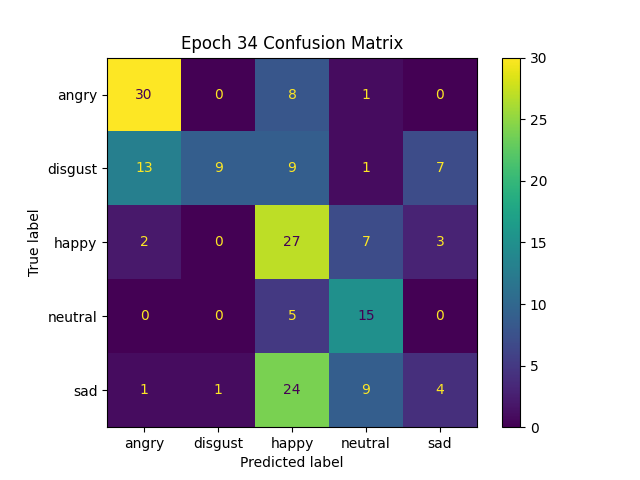 Epoch 34 Confusion Matrix
True label
angry 30 0 8 1 0
disgust 13 9 9 1 7
happy 2 0 27 7 3
neutral 0 0 5 15 0
sad 1 1 24 9 4
angry disgust happy neutral sad
Predicted label
30
25
20
15
10
5
0